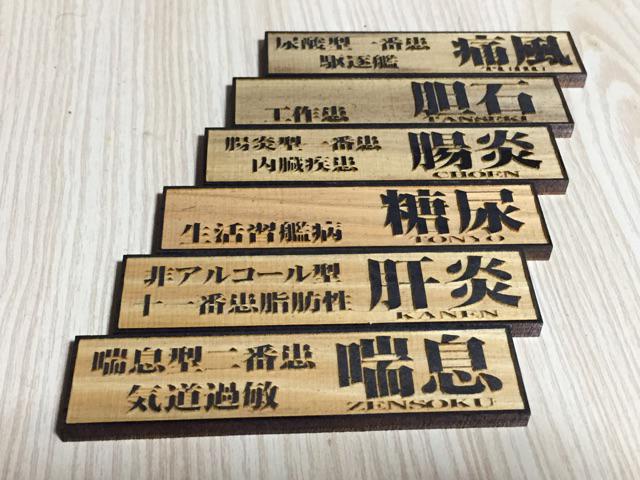 尿酸型一番患
駆逐艦
痛風
TUHU
工作患
胆石
TANSEKI
腸炎型一番患
内臓疾患
腸炎
CHOEN
生活習艦病
糖尿
TONYO
非アルコール型
十一番患脂肪性
肝炎
KANEN
喘息型二番患
気道過敏
喘息
ZENSOKU